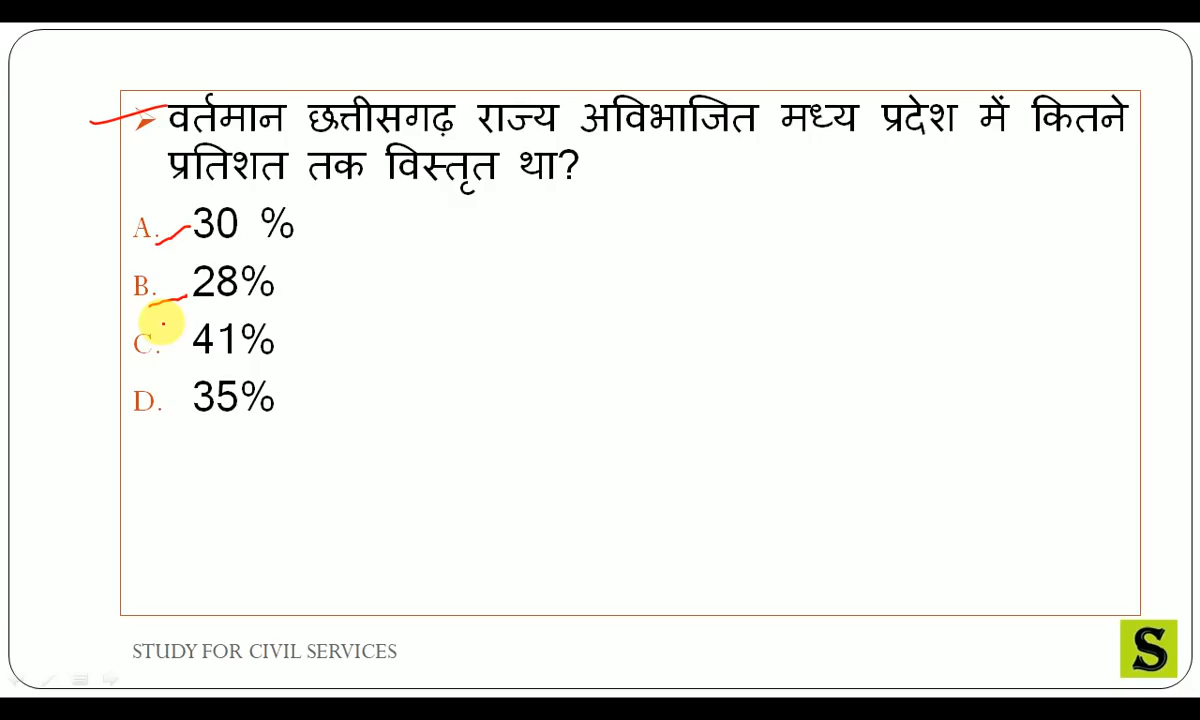 वर्तमान छत्तीसगढ़ राज्य अविभाजित मध्य प्रदेश में कितने
प्रतिशत तक विस्तृत था?
A. 30 %
B. 28%
C. 41%
D. 35%
STUDY FOR CIVIL SERVICES
S